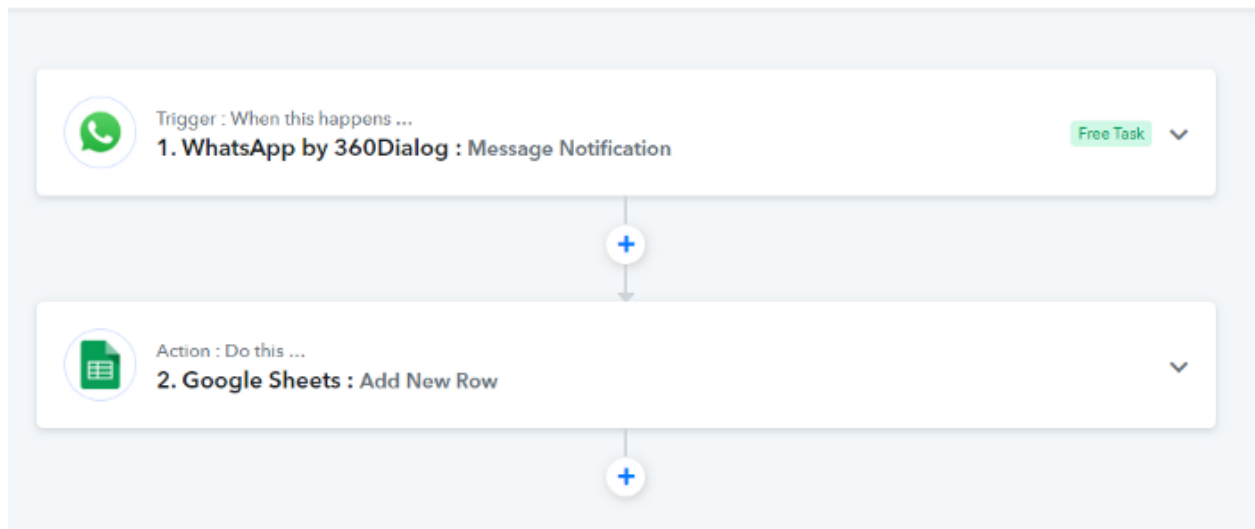 Trigger : When this happens ...
1. WhatsApp by 360Dialog : Message Notification
Free Task
Action : Do this ...
2. Google Sheets : Add New Row